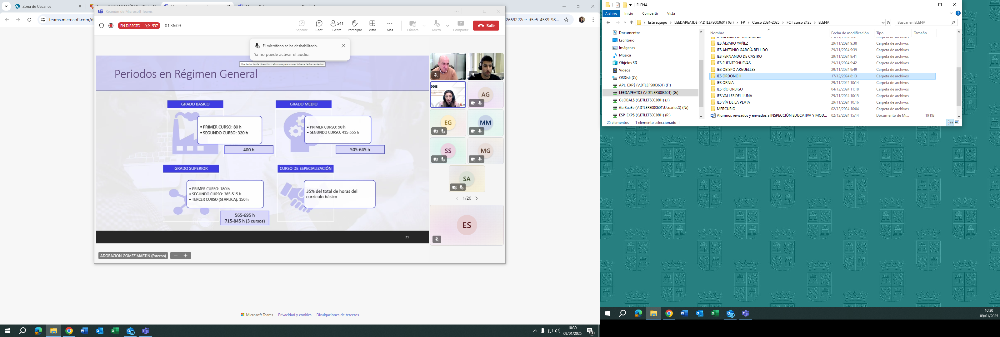 Zona de Usuarios
Microsoft Teams
teams.microsoft.com/dl
2669222ee-d5e5-4539-98...
Reunión de Microsoft Teams
EN DIRECTO 537
01:36:09
Separar
Chat
541
Gente
Participar
Vista
Más
Cámara
Micro
Compartir
Salir
El micrófono se ha deshabilitado.
Ya no puede activar el audio.
Use las teclas de dirección o el mouse para mover la barra de herramientas
Periodos en Régimen General
GRADO BÁSICO
• PRIMER CURSO: 80 h
• SEGUNDO CURSO: 320 h
400 h
GRADO MEDIO
• PRIMER CURSO: 90 h
• SEGUNDO CURSO: 415-555 h
505-645 h
GRADO SUPERIOR
• PRIMER CURSO: 180 h
• SEGUNDO CURSO: 385-515 h
• TERCER CURSO (SI APLICA): 150 h
565-695 h
715-845 h (3 cursos)
CURSO DE ESPECIALIZACIÓN
35% del total de horas del
currículo básico
21
DDIE
AG
EG
MM
SS
MG
SA
1/20
ES
ADORACION GOMEZ MARTIN (Externo)
Microsoft Teams
Privacidad y cookies
Divulgaciones de terceros
10:30
09/01/2025
3
ELENA
Archivo
Inicio
Compartir
Vista
Este equipo > LEEDAPEATD$ (\\DTLEFS003601) (G:) > FP > Curso 2024-2025 > FCT curso 2425 > ELENA
Buscar en ELENA
Documentos
Escritorio
Imágenes
Música
Objetos 3D
Vídeos
OSDisk (C:)
APL_EXP$ (\\DTLEFS003601) (F:)
LEEDAPEATD$ (\\DTLEFS003601) (G:)
GLOBAL$ (\\DTLEFS003601) (J:)
GarSuaEe (\\DTLEFS003601\Usuarios$) (N:)
ESP_EXP$ (\\DTLEFS003601) (P:)
Nombre Fecha de modificación Tipo Tamaño
IES ÁLVARO DE MENDAÑA 29/11/2024 9:37 Carpeta de archivos
IES ÁLVARO YÁÑEZ 29/11/2024 9:38 Carpeta de archivos
IES ANTONIO GARCÍA BELLIDO 29/11/2024 9:39 Carpeta de archivos
IES FERNANDO DE CASTRO 29/11/2024 9:41 Carpeta de archivos
IES FUENTESNUEVAS 29/11/2024 9:42 Carpeta de archivos
IES OBISPO ARGUELLES 29/11/2024 9:49 Carpeta de archivos
IES ORDOÑO II 17/12/2024 8:13 Carpeta de archivos
IES ORNIA 29/11/2024 10:14 Carpeta de archivos
IES RÍO ORBIGO 04/12/2024 11:18 Carpeta de archivos
IES VALLES DEL LUNA 29/11/2024 10:15 Carpeta de archivos
IES VÍA DE LA PLATA 29/11/2024 10:16 Carpeta de archivos
MERCURIO 02/12/2024 10:04 Carpeta de archivos
Alumnos revisados y enviados a INSPECCIÓN EDUCATIVA Y MOD... 02/12/2024 15:14 Documento de Mi... 19 KB
25 elementos
1 elemento seleccionado
10:30
09/01/2025